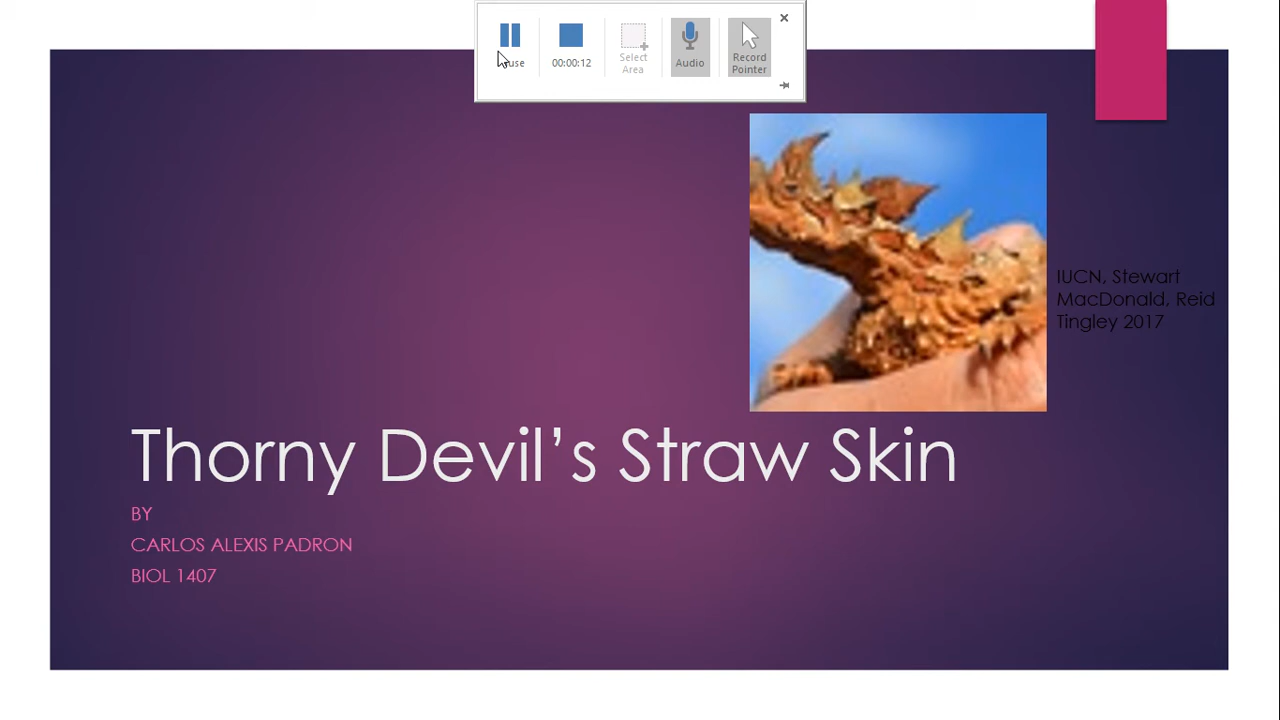 Pause
00:00:12
Select
Area
Audio
Record
Pointer
IUCN, Stewart
MacDonald, Reid
Tingley 2017
Thorny Devil’s Straw Skin
BY
CARLOS ALEXIS PADRON
BIOL 1407